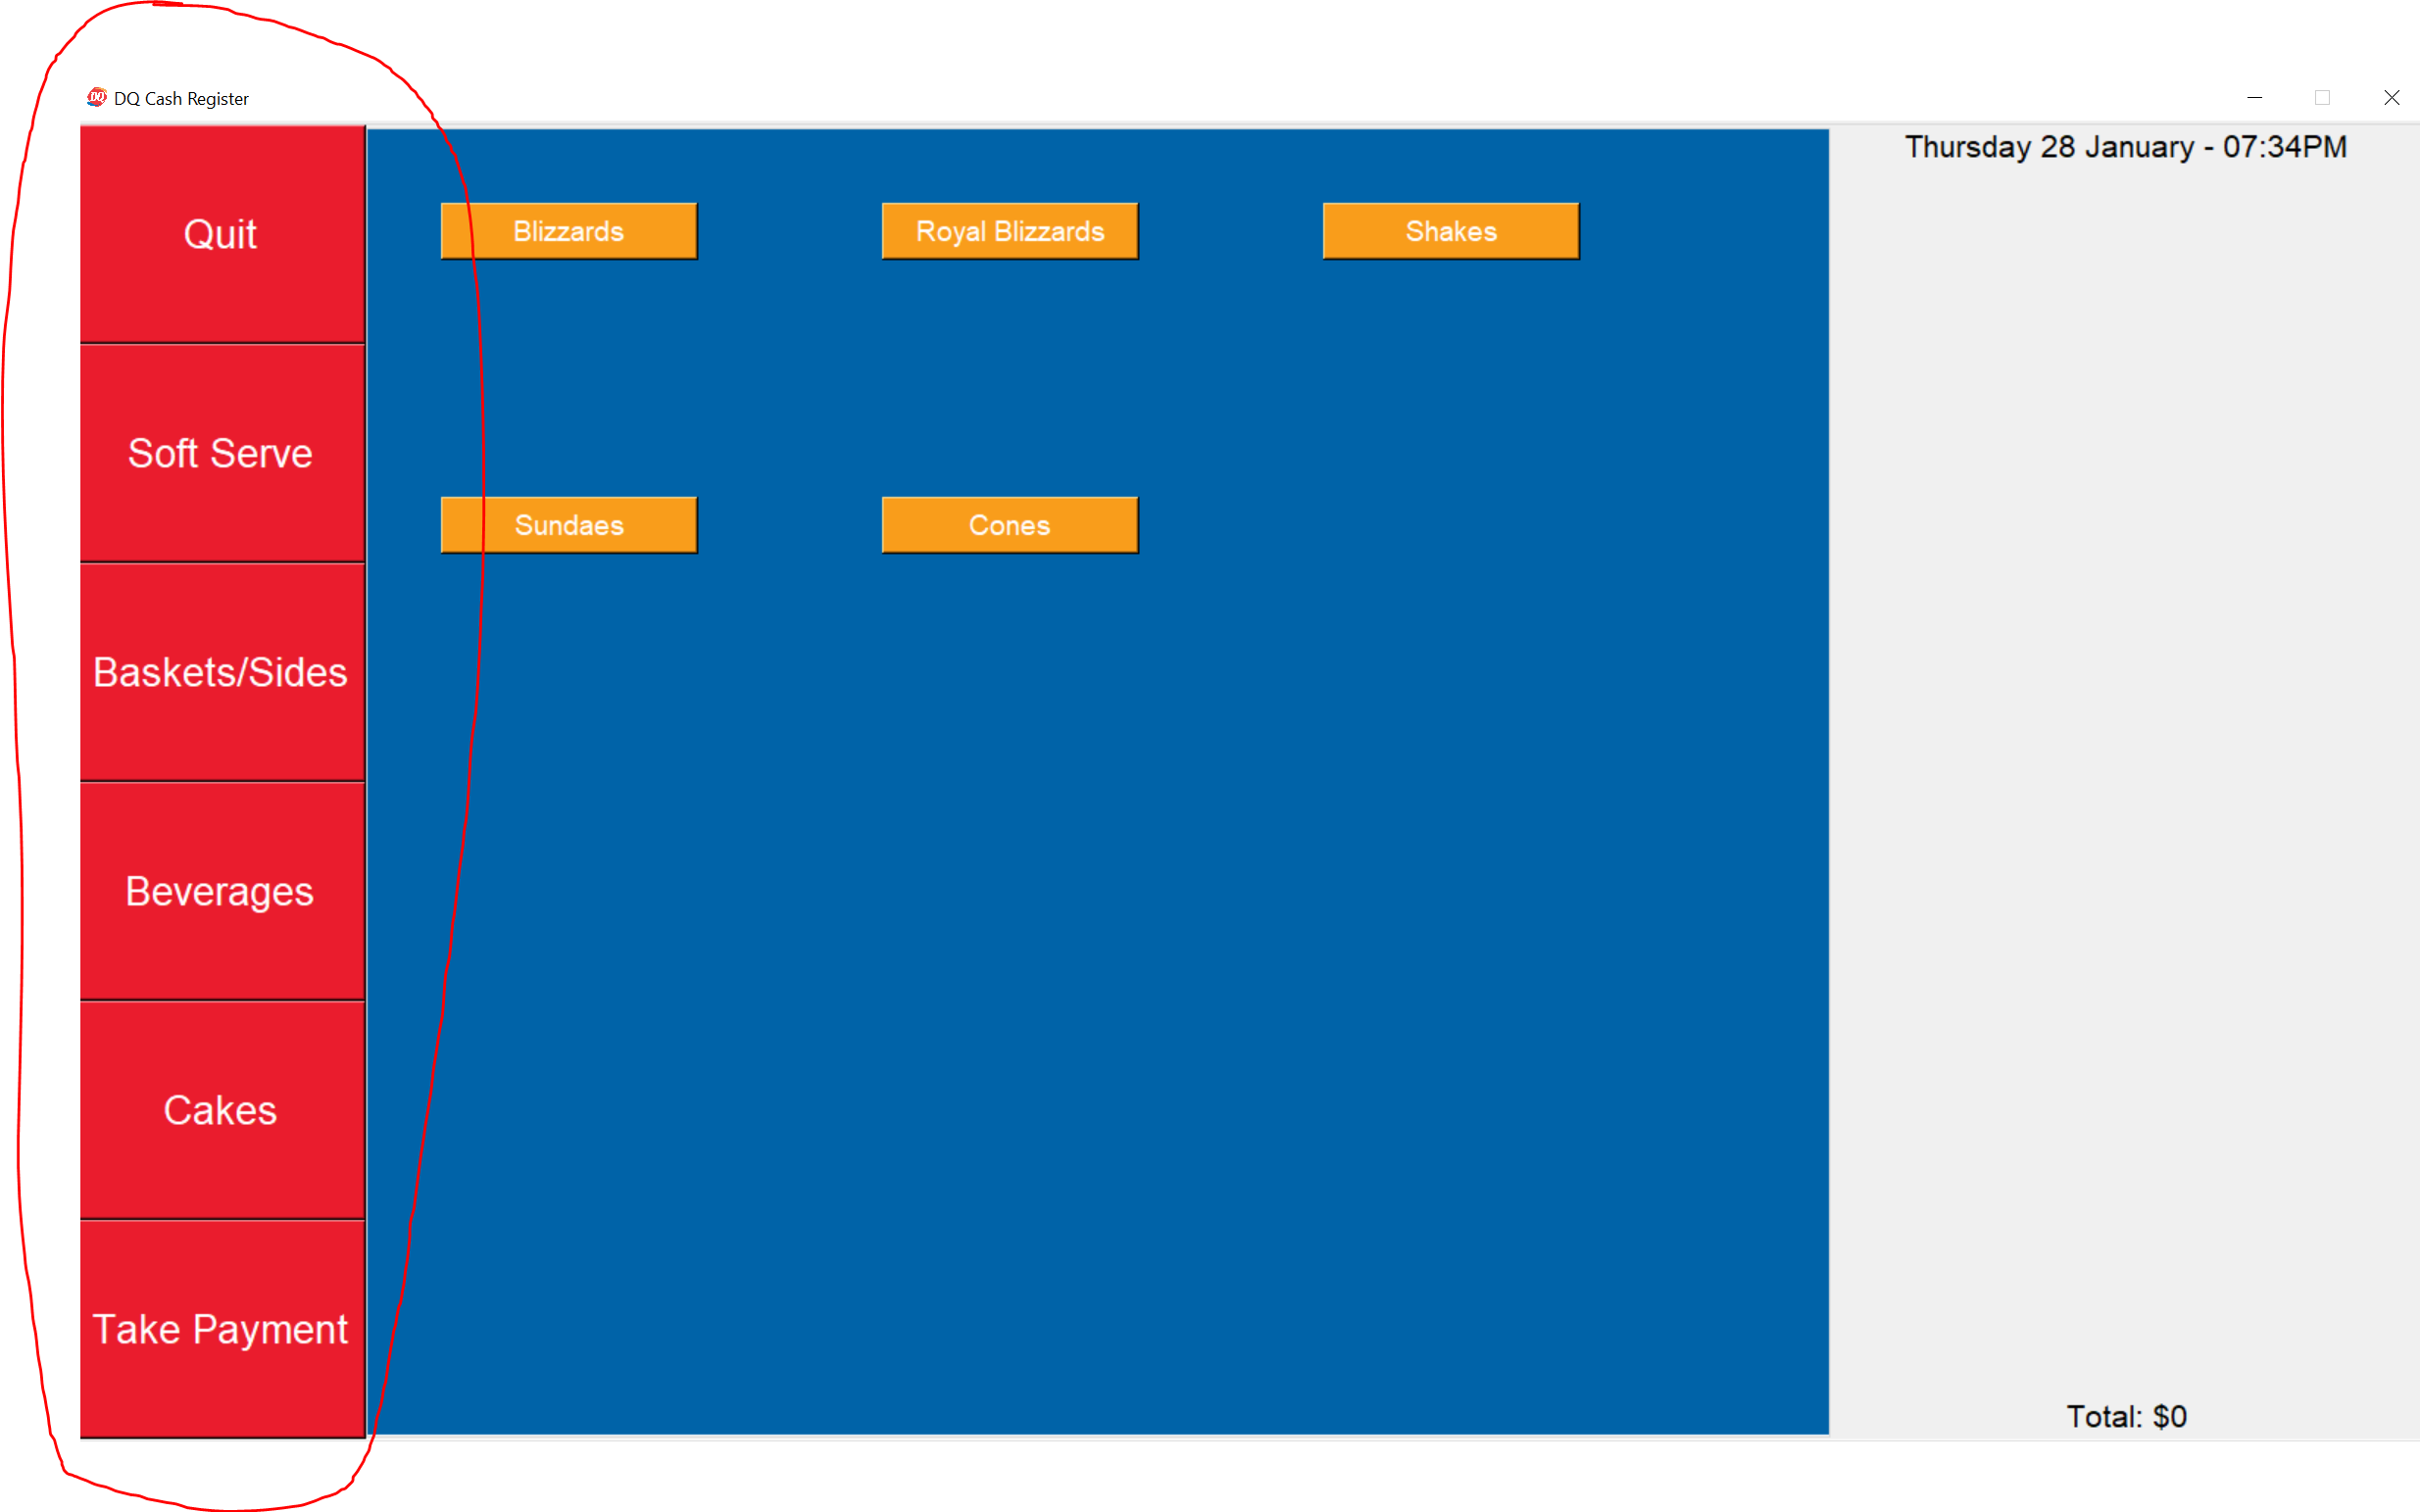 DQ DQ Cash Register
Quit
Soft Serve
Baskets/Sides
Beverages
Cakes
Take Payment
Blizzards
Royal Blizzards
Shakes
Sundaes
Cones
Thursday 28 January - 07:34PM
Total: $0